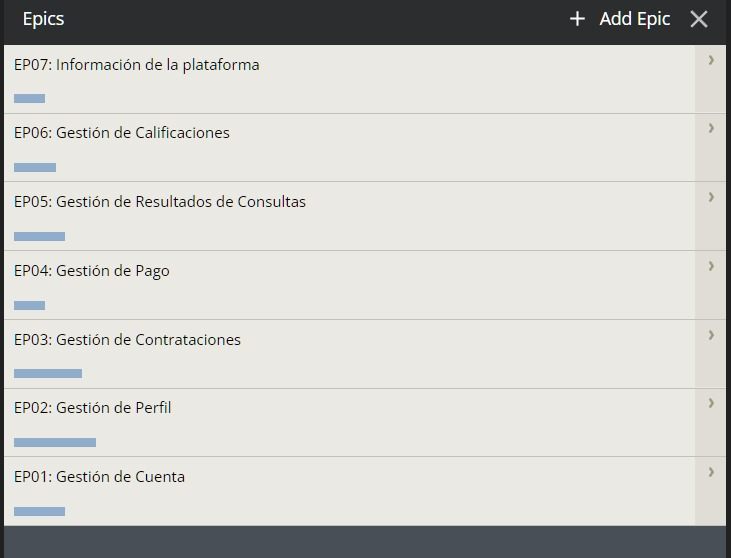 Epics
+ Add Epic ×
EP07: Información de la plataforma
EP06: Gestión de Calificaciones
EP05: Gestión de Resultados de Consultas
EP04: Gestión de Pago
EP03: Gestión de Contrataciones
EP02: Gestión de Perfil
EP01: Gestión de Cuenta